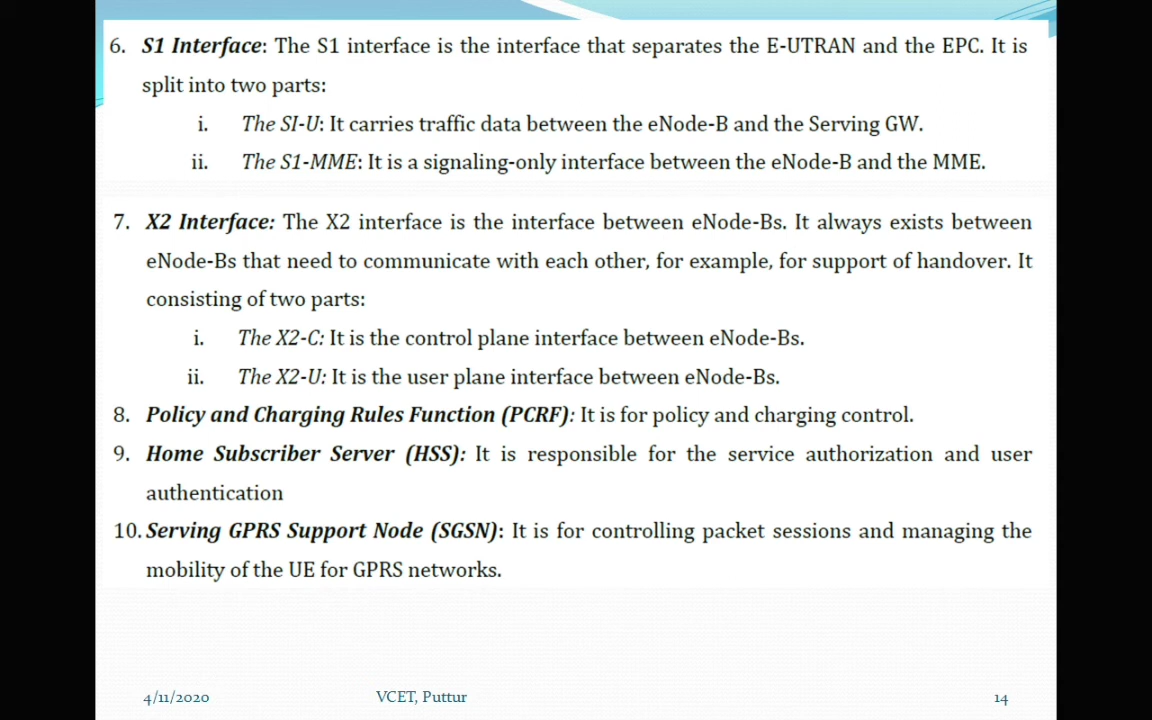 6. S1 Interface: The S1 interface is the interface that separates the E-UTRAN and the EPC. It is
split into two parts:
i. The SI-U: It carries traffic data between the eNode-B and the Serving GW.
ii. The S1-MME: It is a signaling-only interface between the eNode-B and the MME.
7. X2 Interface: The X2 interface is the interface between eNode-Bs. It always exists between
eNode-Bs that need to communicate with each other, for example, for support of handover. It
consisting of two parts:
i. The X2-C: It is the control plane interface between eNode-Bs.
ii. The X2-U: It is the user plane interface between eNode-Bs.
8. Policy and Charging Rules Function (PCRF): It is for policy and charging control.
9. Home Subscriber Server (HSS): It is responsible for the service authorization and user
authentication
10. Serving GPRS Support Node (SGSN): It is for controlling packet sessions and managing the
mobility of the UE for GPRS networks.
4/11/2020 VCET, Puttur 14